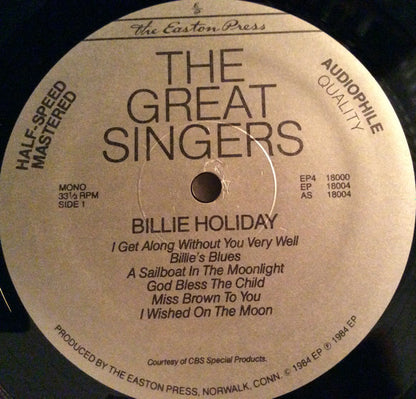 The Easton Press
THE
GREAT
SINGERS
HALF-SPEED
MASTERED
AUDIOPHILE
QUALITY
MONO
33⅓ RPM
SIDE 1
EP4 18000
EP 18004
AS 18004
BILLIE HOLIDAY
I Get Along Without You Very Well
Billie's Blues
A Sailboat In The Moonlight
God Bless The Child
Miss Brown To You
I Wished On The Moon
Courtesy of CBS Special Products.
PRODUCED BY THE EASTON PRESS, NORWALK, CONN. © 1984 EP ℗ 1984 EP